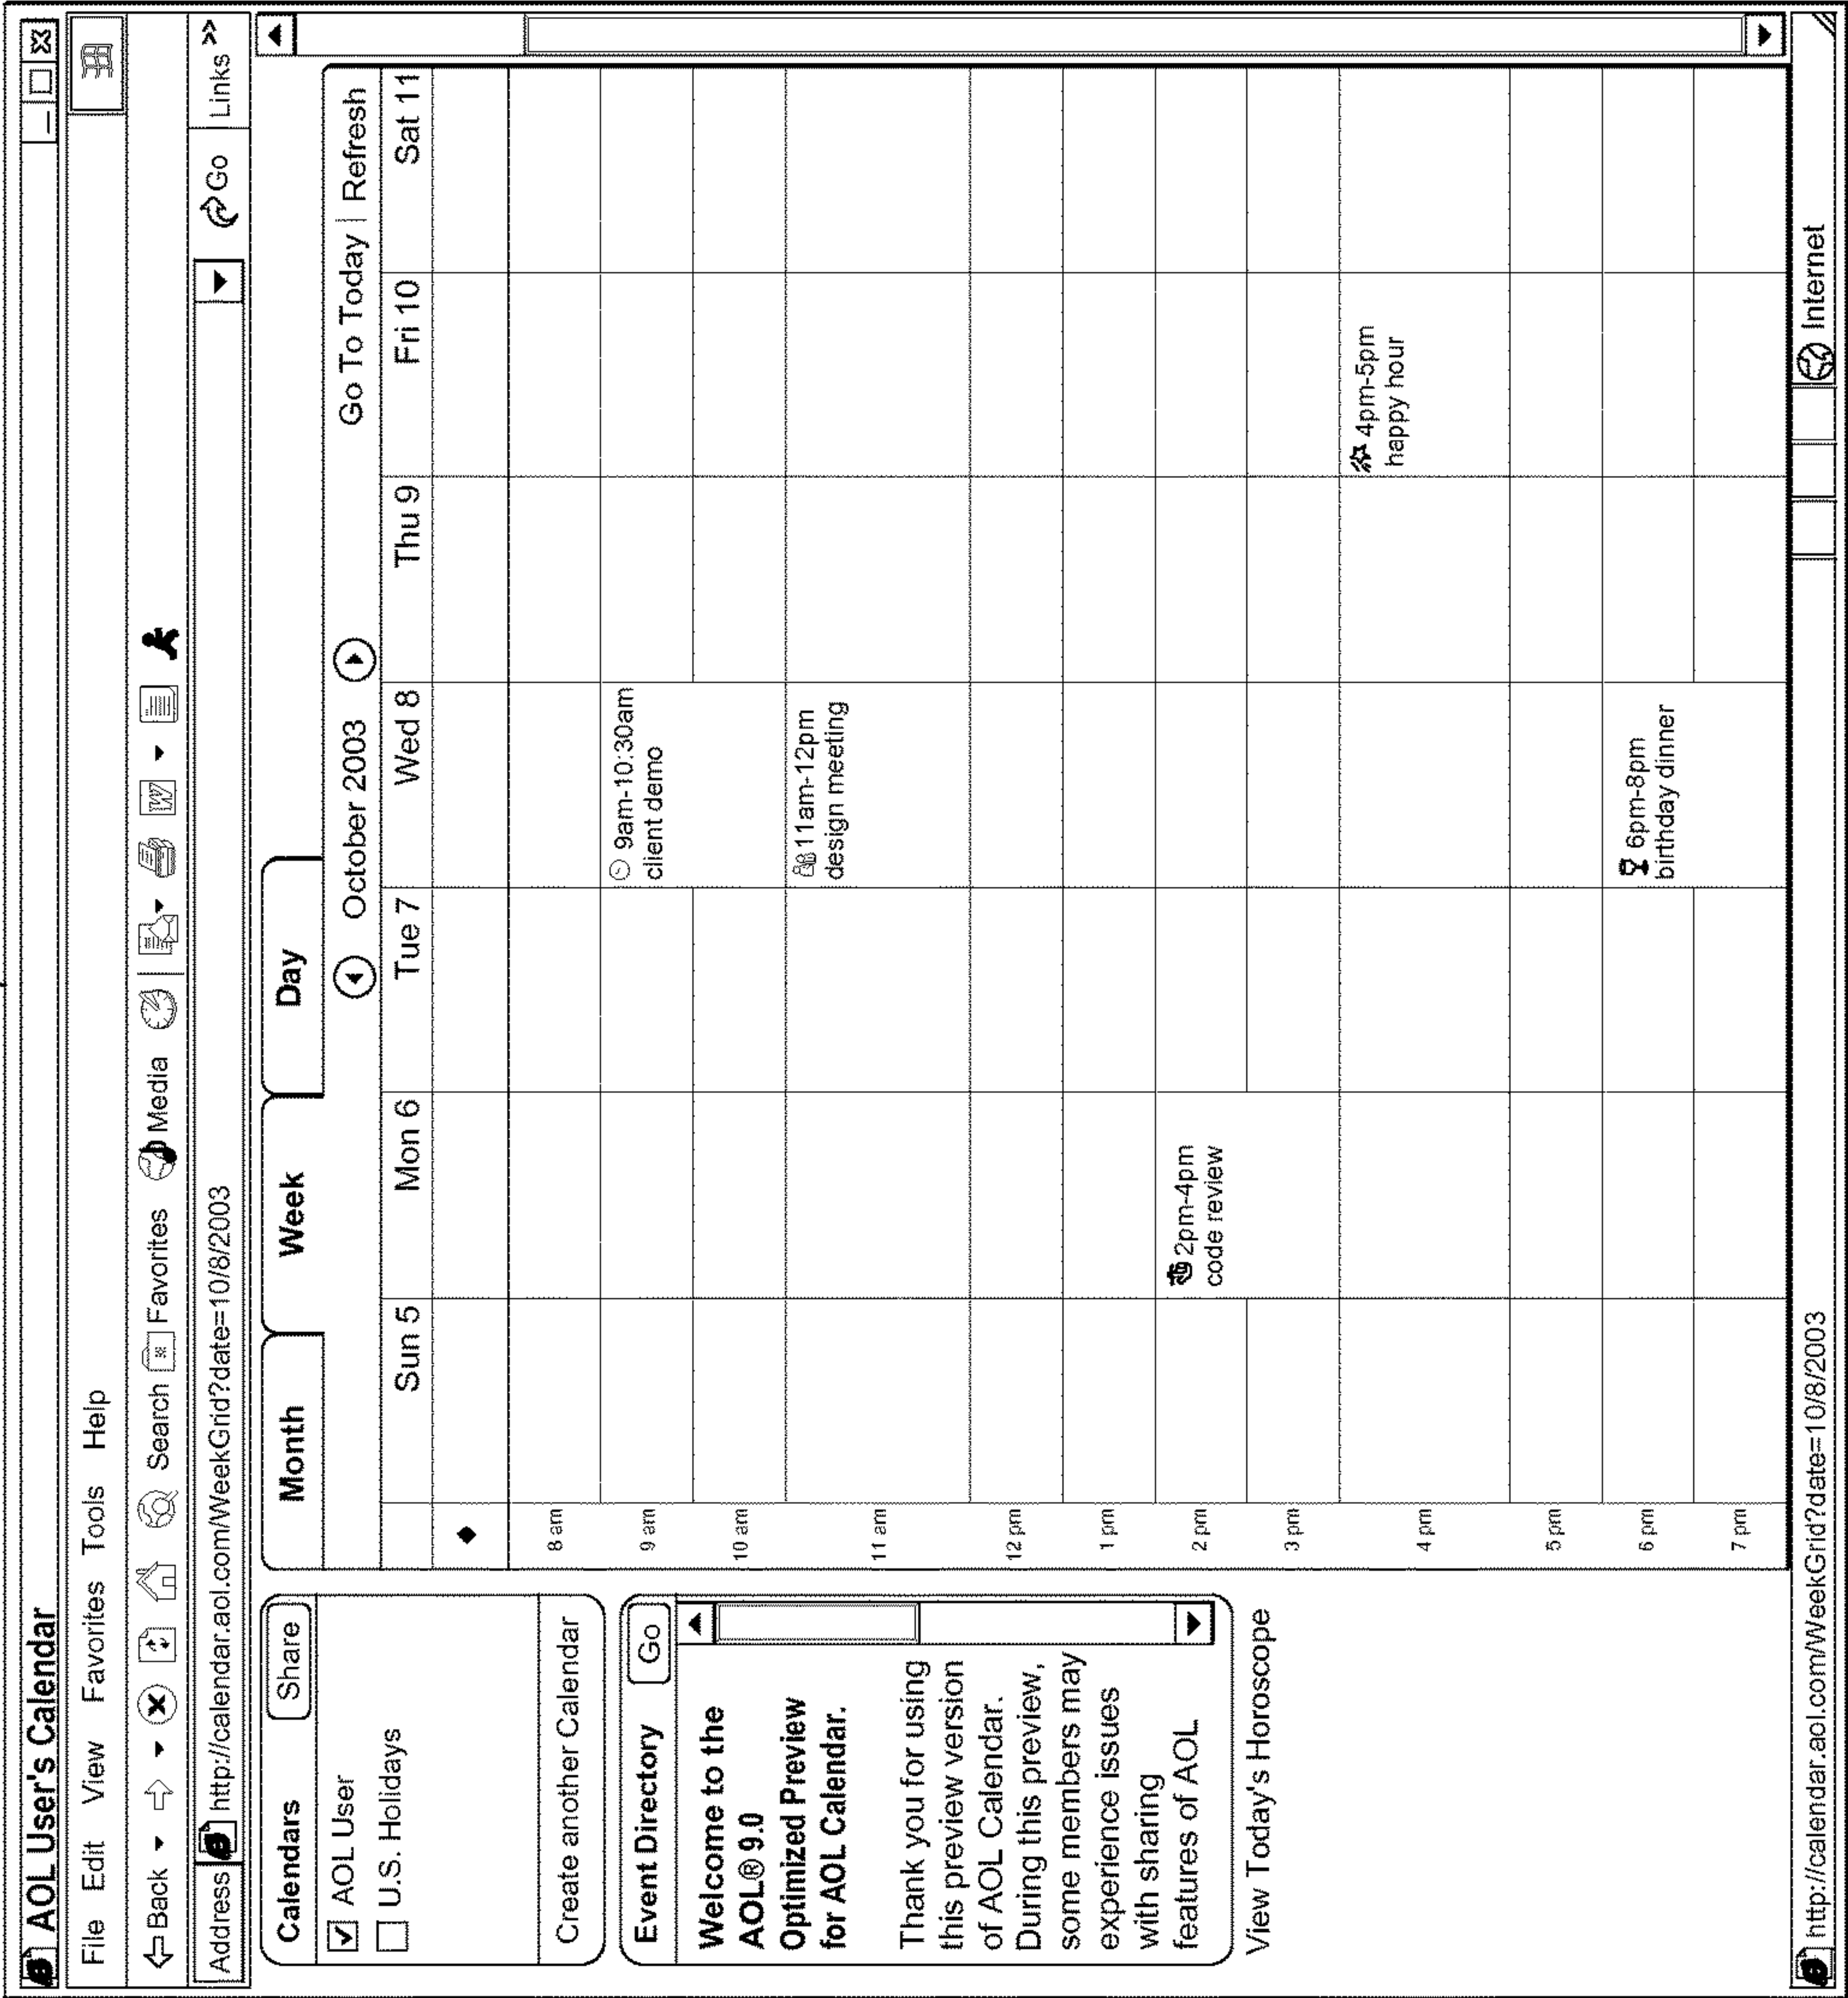 AOL User's Calendar
File Edit View Favorites Tools Help
Back Search Favorites Media
Address http://calendar.aol.com/WeekGrid?date=10/8/2003 Go Links >>
Calendars Share
AOL User
U.S. Holidays
Create another Calendar
Event Directory Go
Welcome to the
AOL® 9.0
Optimized Preview
for AOL Calendar.
Thank you for using
this preview version
of AOL Calendar.
During this preview,
some members may
experience issues
with sharing
features of AOL
View Today's Horoscope
Month Week Day
October 2003 Go To Today | Refresh
Sun 5 Mon 6 Tue 7 Wed 8 Thu 9 Fri 10 Sat 11
8 am
9 am
9am-10:30am
client demo
10 am
11 am
11am-12pm
design meeting
12 pm
1 pm
2 pm
2pm-4pm
code review
3 pm
4 pm
4pm-5pm
happy hour
5 pm
6 pm
6pm-8pm
birthday dinner
7 pm
http://calendar.aol.com/WeekGrid?date=10/8/2003 Internet